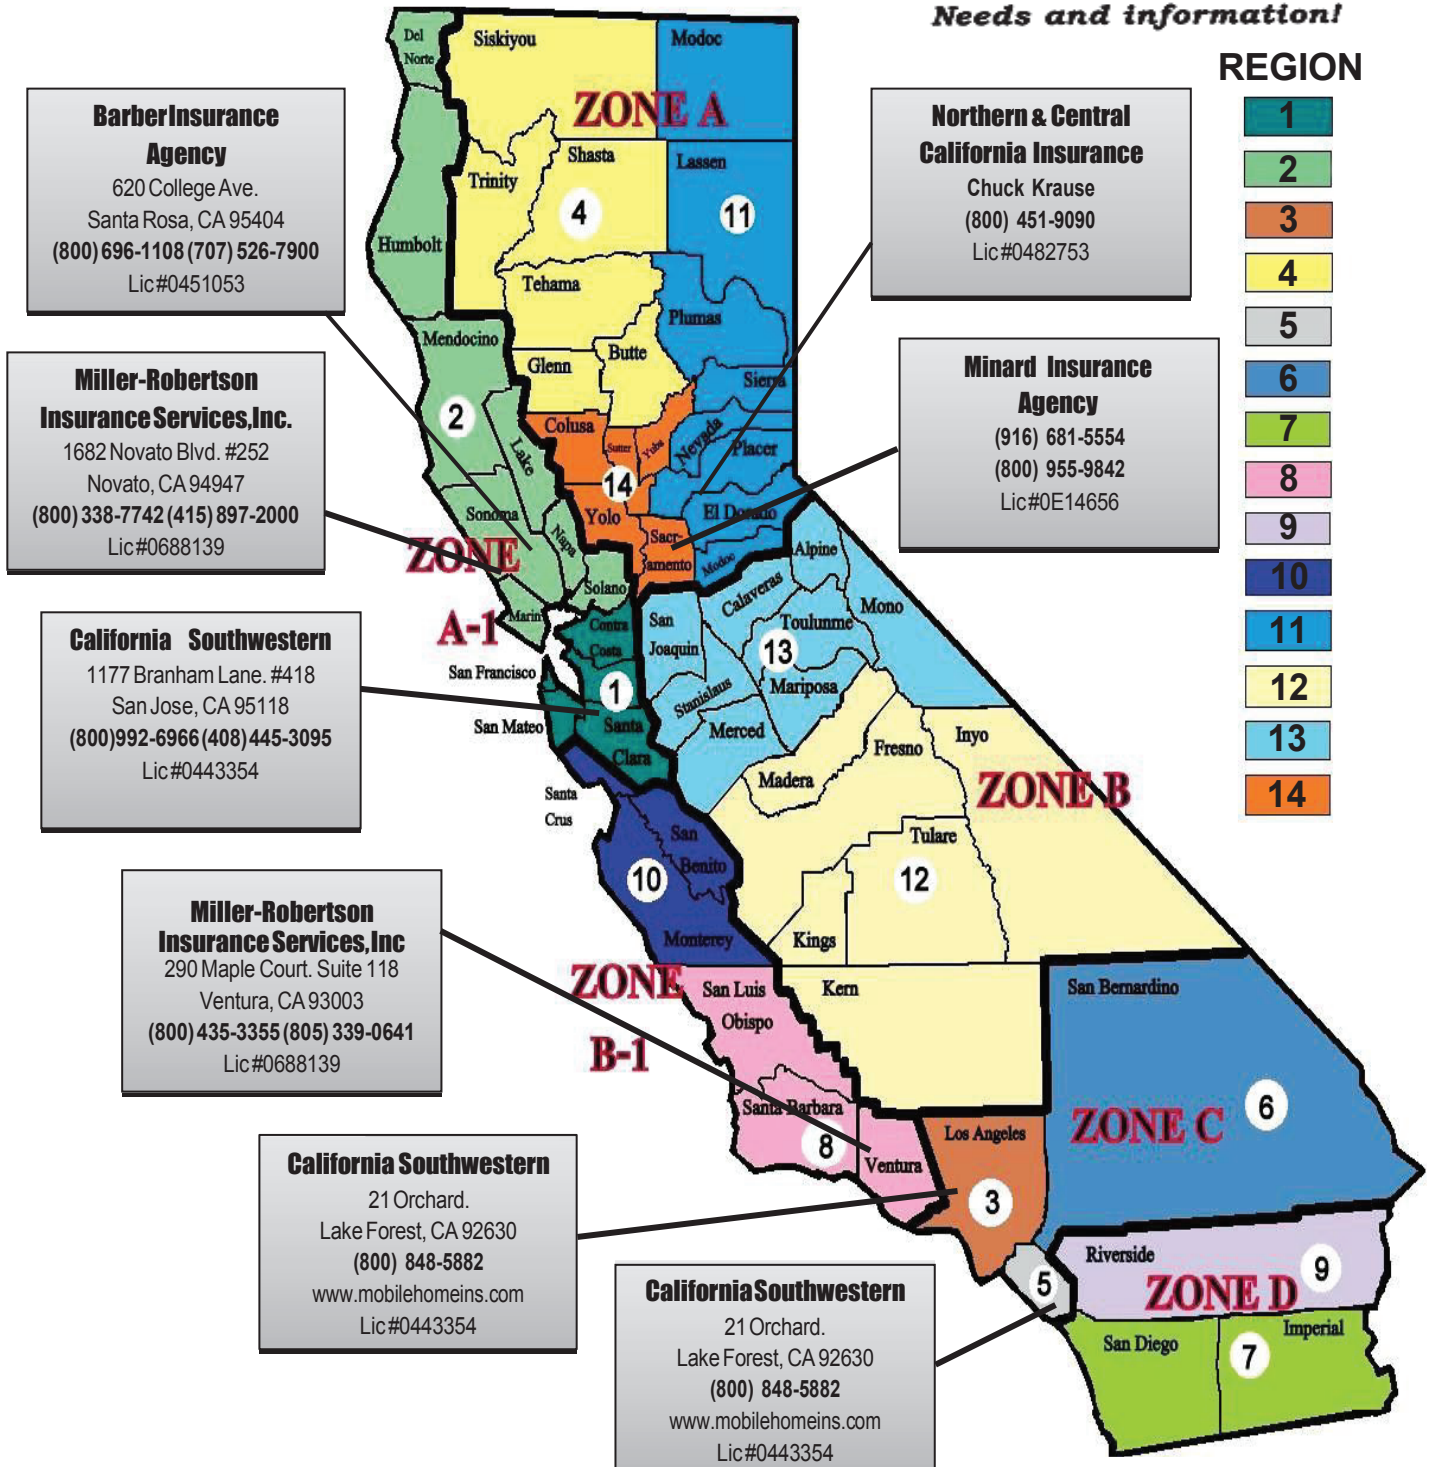 Needs and information!
REGION
1
2
3
4
5
6
7
8
9
10
11
12
13
14
Barber Insurance
Agency
620 College Ave.
Santa Rosa, CA 95404
(800) 696-1108 (707) 526-7900
Lic#0451053
Miller-Robertson
Insurance Services, Inc.
1682 Novato Blvd. #252
Novato, CA 94947
(800) 338-7742 (415) 897-2000
Lic#0688139
California Southwestern
1177 Branham Lane. #418
San Jose, CA 95118
(800) 992-6966 (408) 445-3095
Lic#0443354
Miller-Robertson
Insurance Services, Inc
290 Maple Court. Suite 118
Ventura, CA 93003
(800) 435-3355 (805) 339-0641
Lic#0688139
California Southwestern
21 Orchard.
Lake Forest, CA 92630
(800) 848-5882
www.mobilehomeins.com
Lic#0443354
California Southwestern
21 Orchard.
Lake Forest, CA 92630
(800) 848-5882
www.mobilehomeins.com
Lic#0443354
Northern & Central
California Insurance
Chuck Krause
(800) 451-9090
Lic#0482753
Minard Insurance
Agency
(916) 681-5554
(800) 955-9842
Lic#0E14656
Del
Norte
Siskiyou
Modoc
ZONE A
Shasta
Lassen
Trinity
4
11
Humbolt
Tehama
Plumas
Mendocino
Butte
Glenn
Sierra
2
Colusa
Sutter
Yuba
Nevada
Placer
Lake
14
Yolo
El Dorado
Sonoma
Napa
Sacr-
amento
Modoc
Alpine
ZONE
A-1
Solano
Marin
Calaveras
Mono
Contra
Costa
San
Joaquin
Toulunme
13
San Francisco
1
Stanislaus
Mariposa
San Mateo
Santa
Clara
Merced
Fresno
Inyo
Madera
ZONE B
Santa
Crus
San
Benito
Tulare
10
12
Monterey
Kings
ZONE
B-1
San Luis
Obispo
Kern
San Bernardino
Santa Barbara
8
Ventura
Los Angeles
3
ZONE C
6
5
Riverside
9
ZONE D
San Diego
Imperial
7